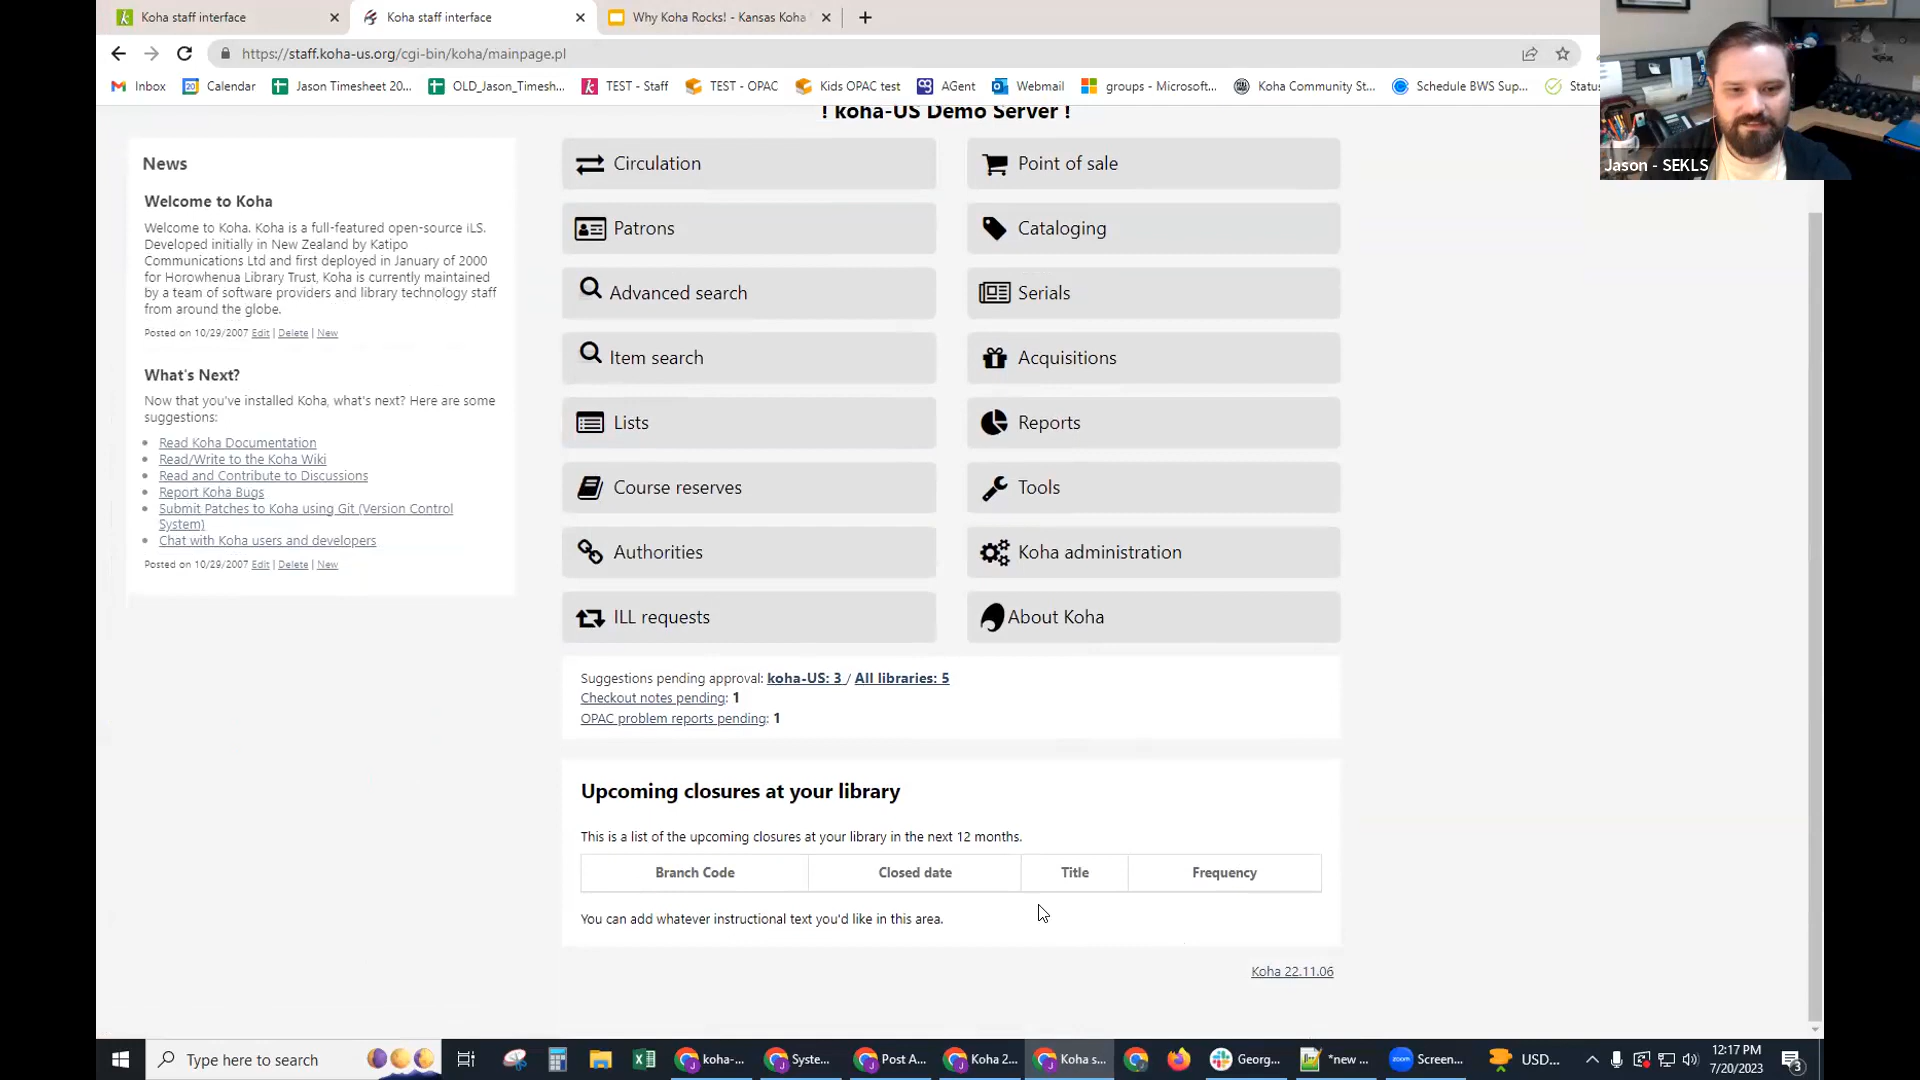 Koha staff interface
Koha staff interface
Why Koha Rocks! - Kansas Koha
https://staff.koha-us.org/cgi-bin/koha/mainpage.pl
Inbox
Calendar
Jason Timesheet 20...
OLD_Jason_Timesh...
TEST - Staff
TEST - OPAC
Kids OPAC test
AGent
Webmail
groups - Microsoft...
Koha Community St...
Schedule BWS Sup...
Statu
Jason - SEKLS
! koha-US Demo Server !
News
Welcome to Koha
Welcome to Koha. Koha is a full-featured open-source ILS.
Developed initially in New Zealand by Katipo
Communications Ltd and first deployed in January of 2000
for Horowhenua Library Trust, Koha is currently maintained
by a team of software providers and library technology staff
from around the globe.
Posted on 10/29/2007 Edit | Delete | New
What's Next?
Now that you've installed Koha, what's next? Here are some
suggestions:
Read Koha Documentation
Read/Write to the Koha Wiki
Read and Contribute to Discussions
Report Koha Bugs
Submit Patches to Koha using Git (Version Control
System)
Chat with Koha users and developers
Posted on 10/29/2007 Edit | Delete | New
Circulation
Point of sale
Patrons
Cataloging
Advanced search
Serials
Item search
Acquisitions
Lists
Reports
Course reserves
Tools
Authorities
Koha administration
ILL requests
About Koha
Suggestions pending approval: koha-US: 3 / All libraries: 5
Checkout notes pending: 1
OPAC problem reports pending: 1
Upcoming closures at your library
This is a list of the upcoming closures at your library in the next 12 months.
Branch Code
Closed date
Title
Frequency
You can add whatever instructional text you'd like in this area.
Koha 22.11.06
Type here to search
koha-...
Syste...
Post A...
Koha 2...
Koha s...
Georg...
*new ...
Screen...
USD...
12:17 PM
7/20/2023
3